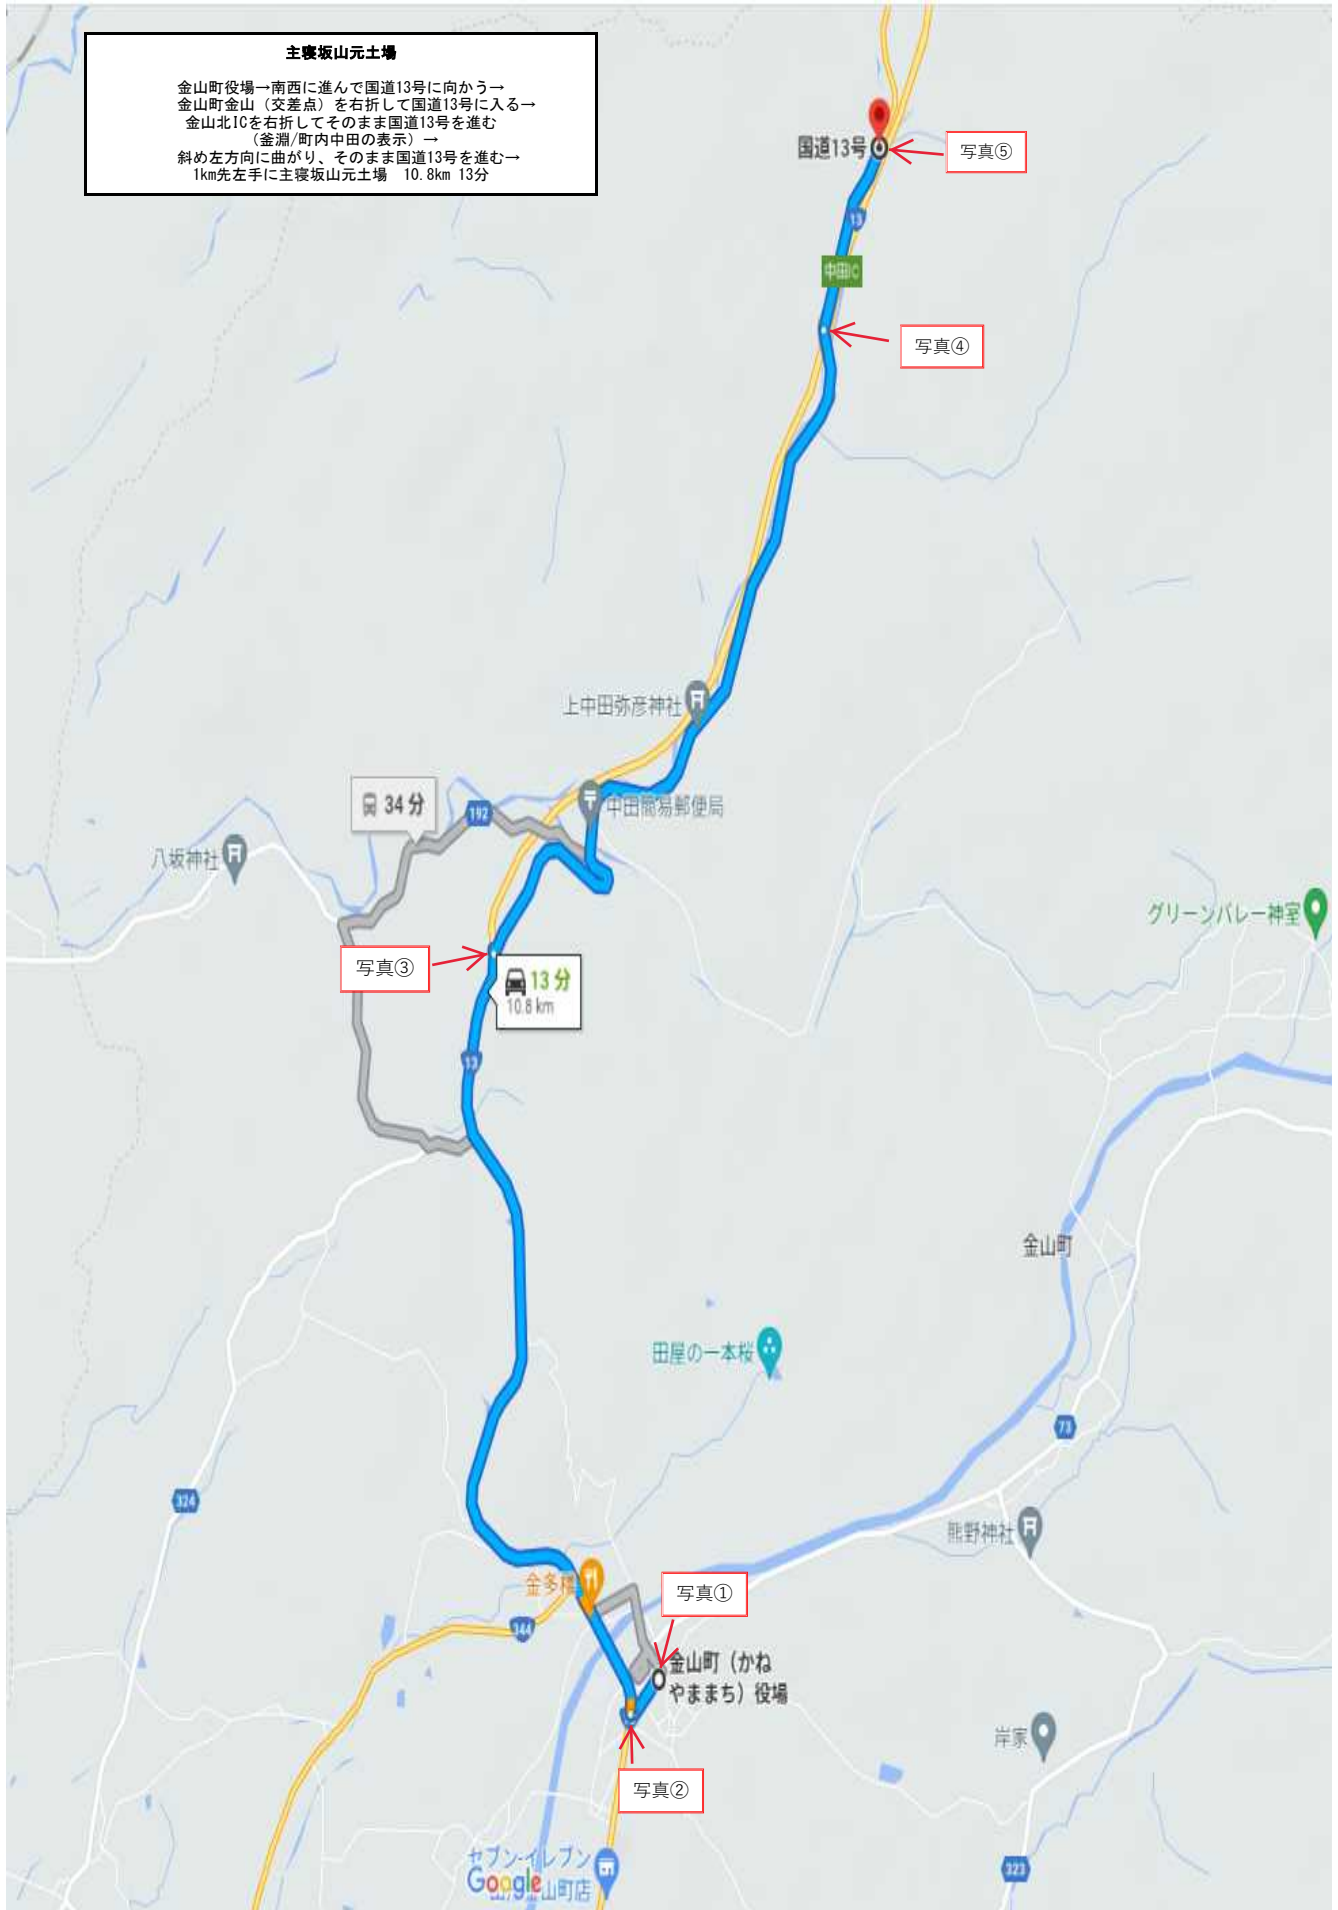 主寝坂山元土場
金山町役場→南西に進んで国道13号に向かう→
金山町金山（交差点）を右折して国道13号に入る→
金山北ICを右折してそのまま国道13号を進む
（釜淵/町内中田の表示）→
斜め左方向に曲がり、そのまま国道13号を進む→
1km先左手に主寝坂山元土場　10.8km 13分
国道13号
写真⑤
13
中田IC
写真④
上中田弥彦神社
34 分
192
中田簡易郵便局
八坂神社
グリーンバレー神室
写真③
13 分
10.8 km
13
金山町
田屋の一本桜
73
324
熊野神社
金多
写真①
344
金山町（かね
やままち）役場
岸家
写真②
セブン-イレブン
Google
金山町店
323